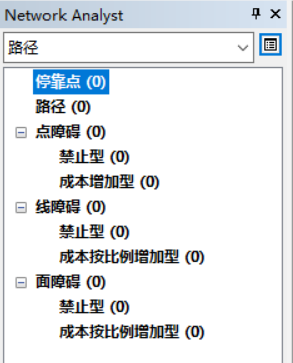 Network Analyst
路径
停靠点 (0)
路径 (0)
点障碍 (0)
禁止型 (0)
成本增加型 (0)
线障碍 (0)
禁止型 (0)
成本按比例增加型 (0)
面障碍 (0)
禁止型 (0)
成本按比例增加型 (0)